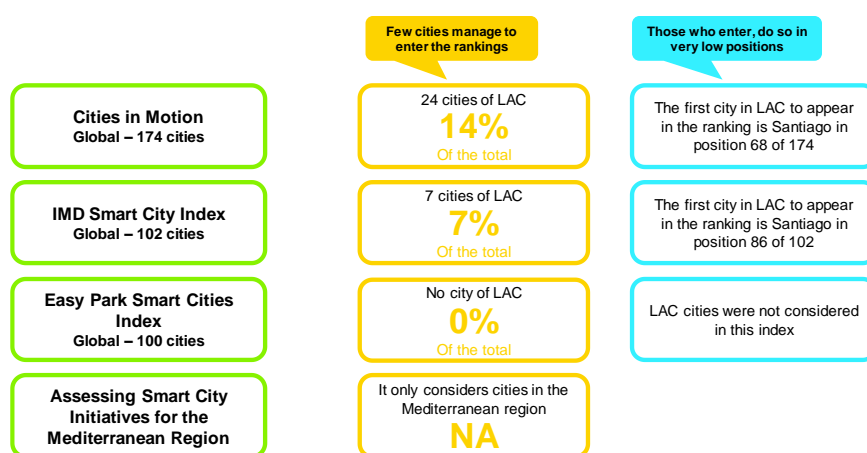 Few cities manage to
enter the rankings
Those who enter, do so in
very low positions
Cities in Motion
Global – 174 cities
24 cities of LAC
14%
Of the total
The first city in LAC to appear
in the ranking is Santiago in
position 68 of 174
IMD Smart City Index
Global – 102 cities
7 cities of LAC
7%
Of the total
The first city in LAC to appear
in the ranking is Santiago in
position 86 of 102
Easy Park Smart Cities
Index
Global – 100 cities
No city of LAC
0%
Of the total
LAC cities were not considered
in this index
Assessing Smart City
Initiatives for the
Mediterranean Region
It only considers cities in the
Mediterranean region
NA